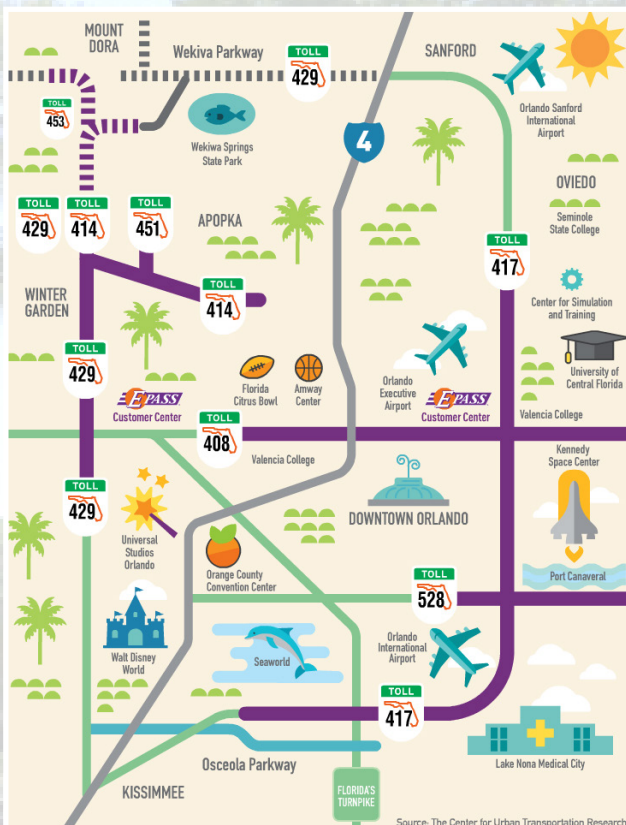 MOUNT
DORA
Wekiva Parkway
TOLL
429
SANFORD
Orlando Sanford
International
Airport
TOLL
453
Wekiwa Springs
State Park
4
OVIEDO
Seminole
State College
TOLL
429
TOLL
414
TOLL
451
APOPKA
TOLL
417
WINTER
GARDEN
TOLL
414
Center for Simulation
and Training
TOLL
429
University of
Central Florida
Florida
Citrus Bowl
Amway
Center
Orlando
Executive
Airport
E PASS
Customer Center
E PASS
Customer Center
Valencia College
TOLL
408
Valencia College
Kennedy
Space Center
TOLL
429
DOWNTOWN ORLANDO
Universal
Studios
Orlando
Orange County
Convention Center
TOLL
528
Port Canaveral
Walt Disney
World
Seaworld
Orlando
International
Airport
TOLL
417
Osceola Parkway
Lake Nona Medical City
KISSIMMEE
FLORIDA'S
TURNPIKE
Source: The Center for Urban Transportation Research